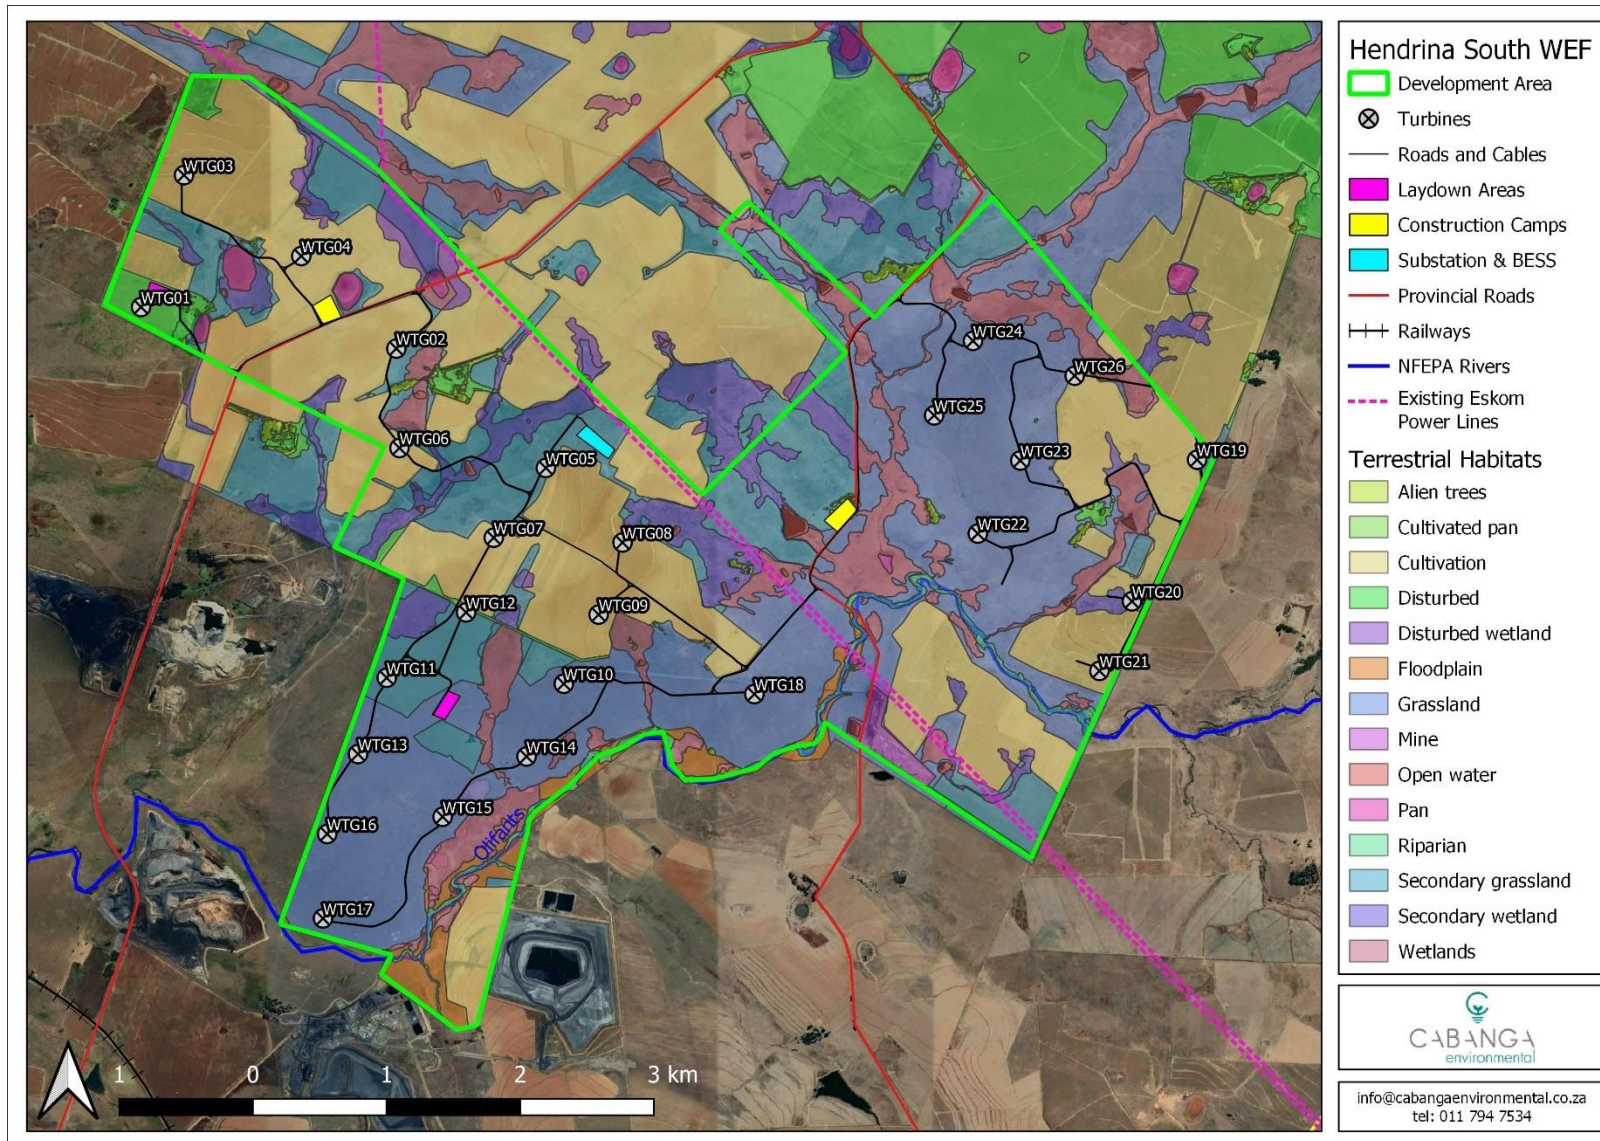 Hendrina South WEF
Development Area
Turbines
Roads and Cables
Laydown Areas
Construction Camps
Substation & BESS
Provincial Roads
Railways
NFEPA Rivers
Existing Eskom
Power Lines
Terrestrial Habitats
Alien trees
Cultivated pan
Cultivation
Disturbed
Disturbed wetland
Floodplain
Grassland
Mine
Open water
Pan
Riparian
Secondary grassland
Secondary wetland
Wetlands
CABANGA
environmental
info@cabangaenvironmental.co.za
tel: 011 794 7534
WTG03
WTG04
WTG01
WTG02
WTG24
WTG26
WTG25
WTG06
WTG05
WTG23
WTG19
WTG07
WTG08
WTG22
WTG12
WTG09
WTG20
WTG11
WTG10
WTG18
WTG21
WTG13
WTG14
WTG15
WTG16
Olifants
WTG17
1 0 1 2 3 km